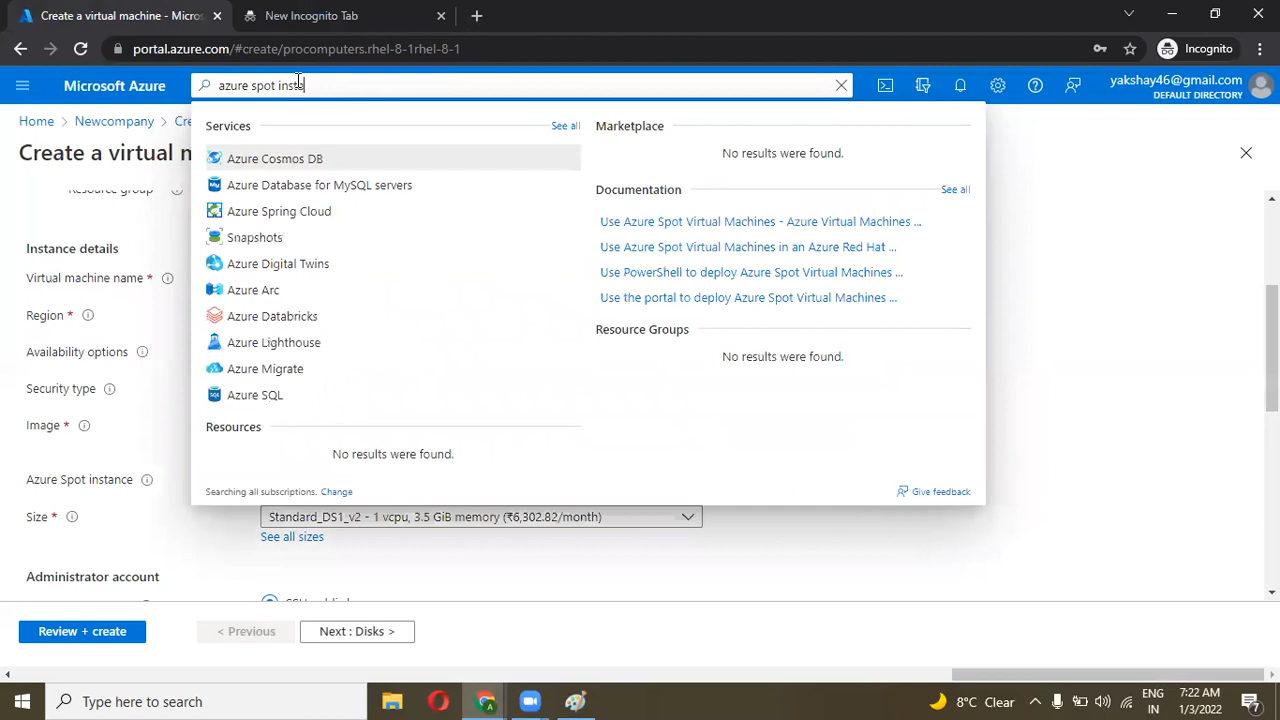 Create a virtual machine - Micros
New Incognito Tab
portal.azure.com/#create/procomputers.rhel-8-1rhel-8-1
Incognito
Microsoft Azure
azure spot insta
yakshay46@gmail.com
DEFAULT DIRECTORY
Home > Newcompany > Cre
Create a virtual m
Services
See all
Azure Cosmos DB
Azure Database for MySQL servers
Azure Spring Cloud
Snapshots
Azure Digital Twins
Azure Arc
Azure Databricks
Azure Lighthouse
Azure Migrate
Azure SQL
Resources
No results were found.
Searching all subscriptions. Change
Marketplace
No results were found.
Documentation
See all
Use Azure Spot Virtual Machines - Azure Virtual Machines ...
Use Azure Spot Virtual Machines in an Azure Red Hat ...
Use PowerShell to deploy Azure Spot Virtual Machines ...
Use the portal to deploy Azure Spot Virtual Machines ...
Resource Groups
No results were found.
Give feedback
Resource group
Instance details
Virtual machine name *
Region *
Availability options
Security type
Image *
Azure Spot instance
Size *
Standard_DS1_v2 - 1 vcpu, 3.5 GiB memory (₹6,302.82/month)
See all sizes
Administrator account
Review + create
< Previous
Next : Disks >
Type here to search
8°C Clear
ENG
IN
7:22 AM
1/3/2022
7